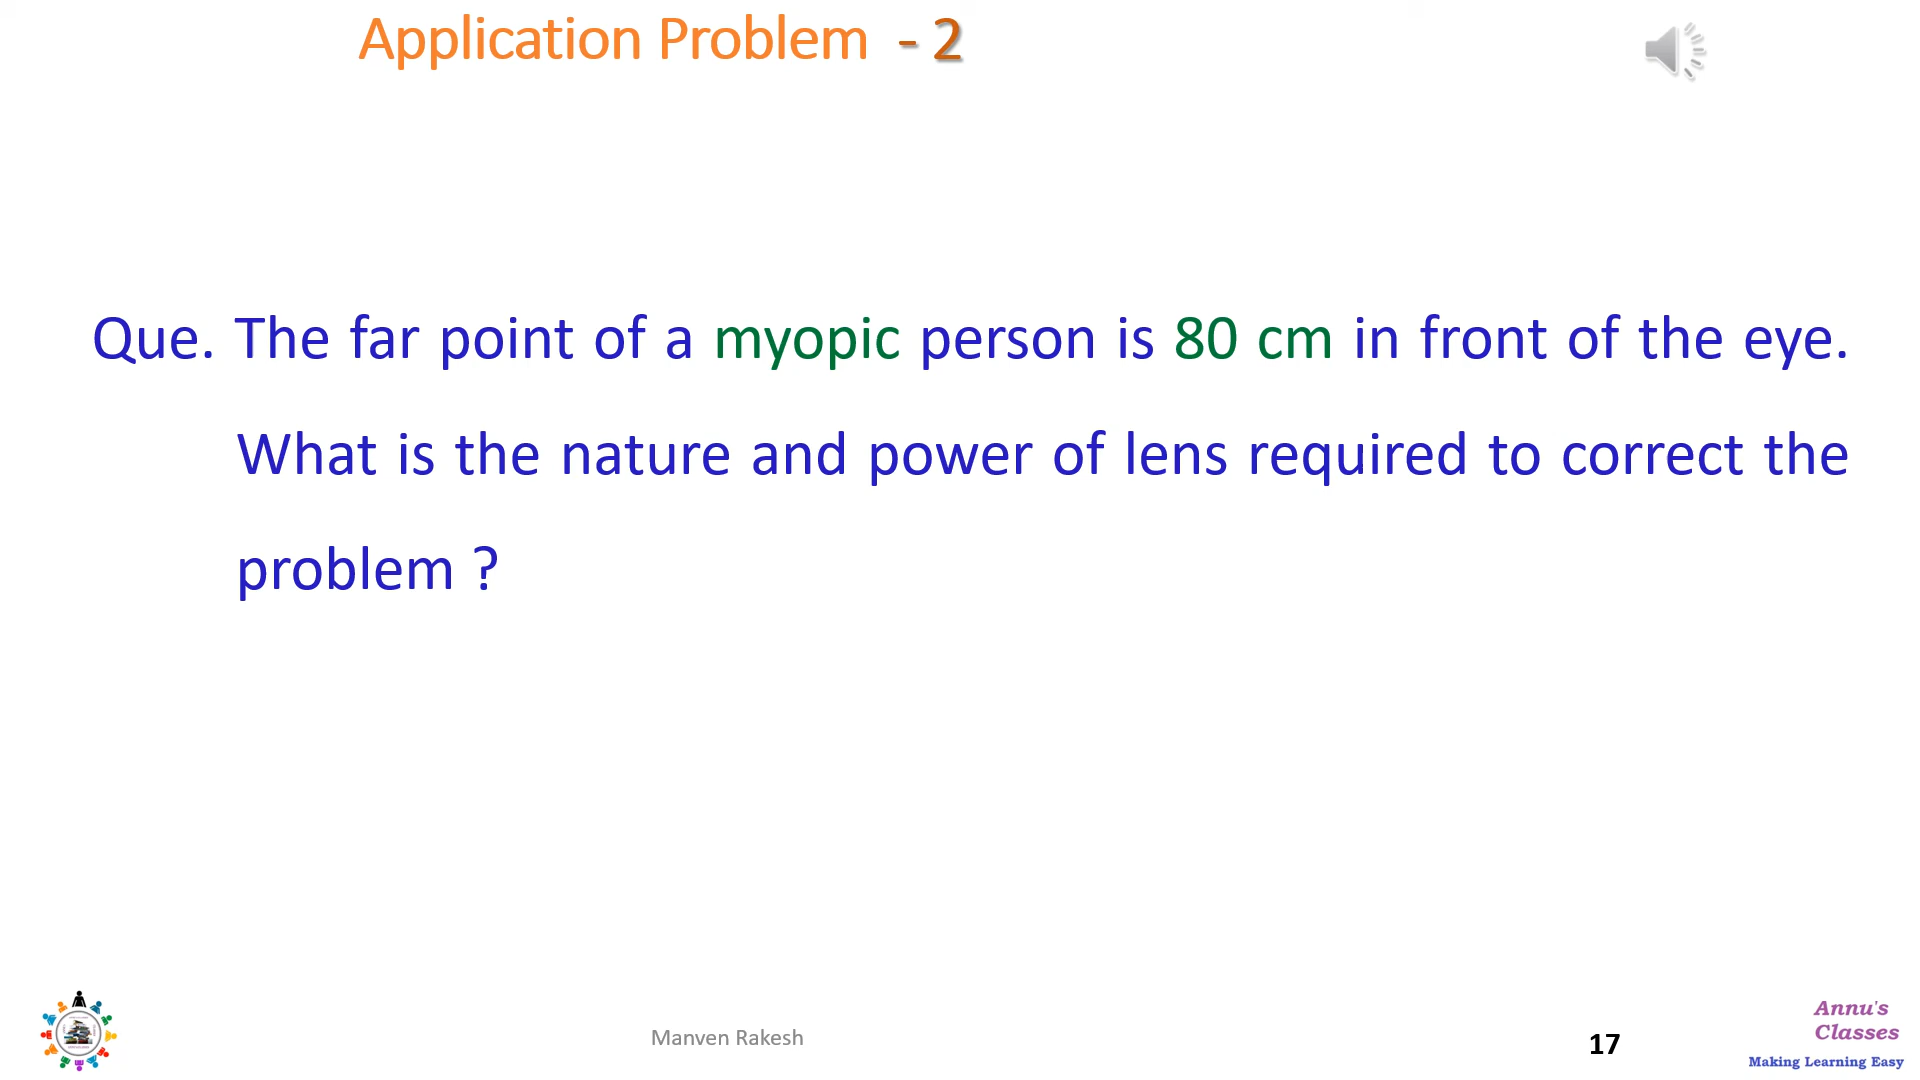 Application Problem - 2
Que. The far point of a myopic person is 80 cm in front of the eye.
What is the nature and power of lens required to correct the
problem ?
Manven Rakesh
17
Annu's
Classes
Making Learning Easy